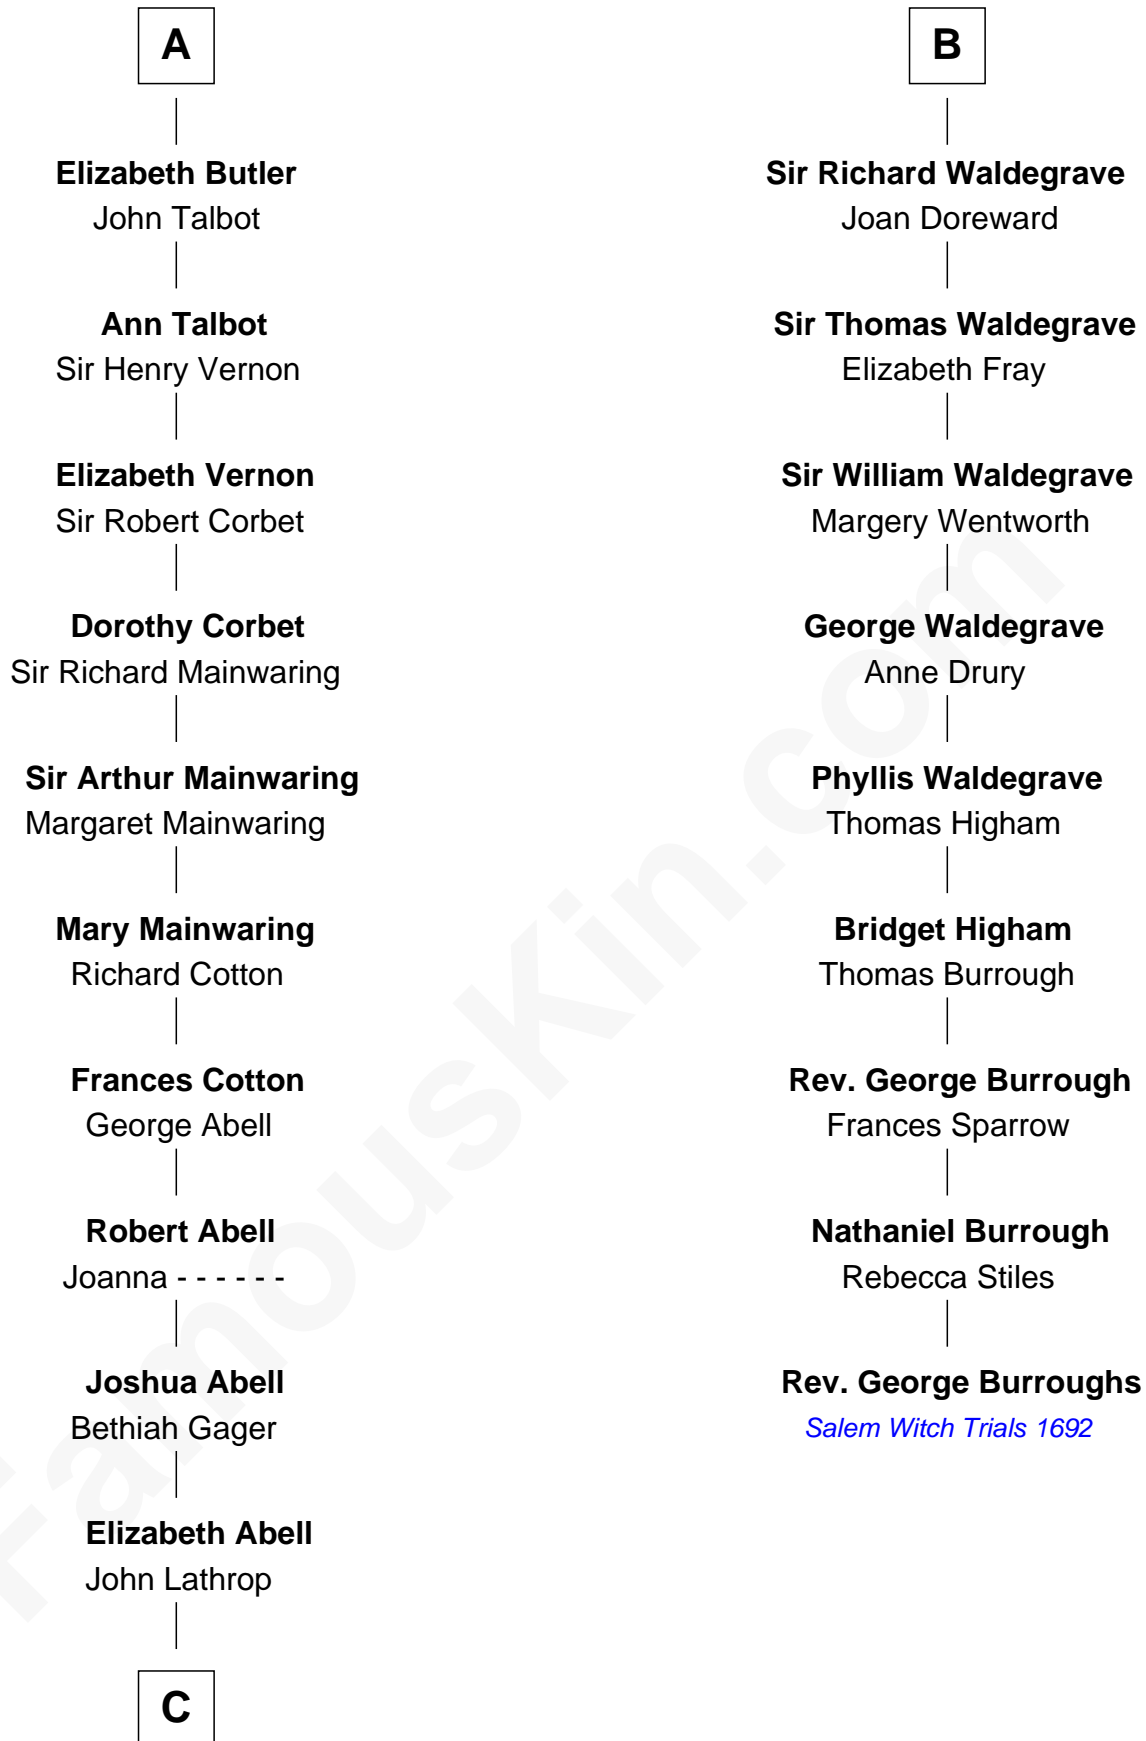 A
Elizabeth Butler
John Talbot
Ann Talbot
Sir Henry Vernon
Elizabeth Vernon
Sir Robert Corbet
Dorothy Corbet
Sir Richard Mainwaring
Sir Arthur Mainwaring
Margaret Mainwaring
Mary Mainwaring
Richard Cotton
Frances Cotton
George Abell
Robert Abell
Joanna - - - - - -
Joshua Abell
Bethiah Gager
Elizabeth Abell
John Lathrop
C
B
Sir Richard Waldegrave
Joan Doreward
Sir Thomas Waldegrave
Elizabeth Fray
Sir William Waldegrave
Margery Wentworth
George Waldegrave
Anne Drury
Phyllis Waldegrave
Thomas Higham
Bridget Higham
Thomas Burrough
Rev. George Burrough
Frances Sparrow
Nathaniel Burrough
Rebecca Stiles
Rev. George Burroughs
Salem Witch Trials 1692
FamousKin.com